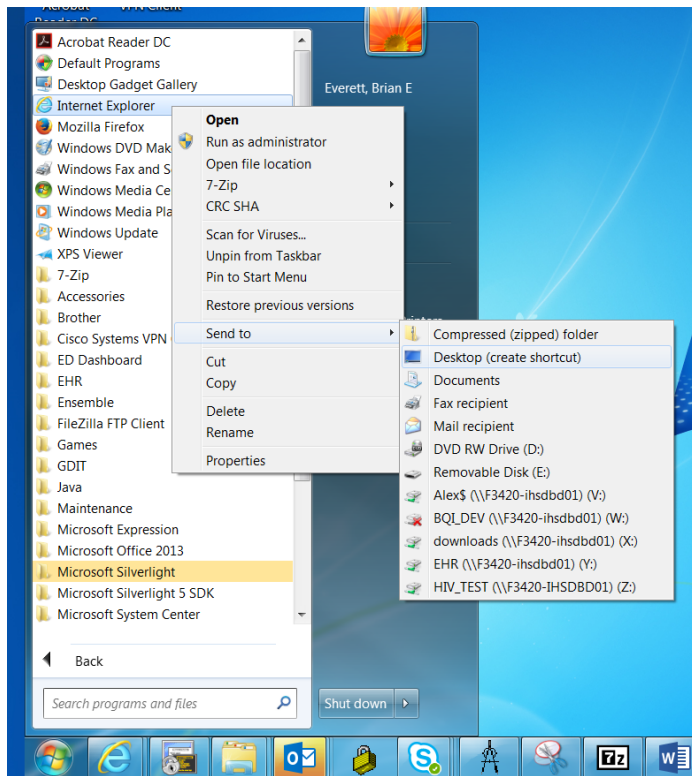 Acrobat VPN Client
Reader DC
Acrobat Reader DC
Default Programs
Desktop Gadget Gallery
Internet Explorer
Mozilla Firefox
Windows DVD Mak
Windows Fax and S
Windows Media Ce
Windows Media Pla
Windows Update
XPS Viewer
7-Zip
Accessories
Brother
Cisco Systems VPN
ED Dashboard
EHR
Ensemble
FileZilla FTP Client
Games
GDIT
Java
Maintenance
Microsoft Expression
Microsoft Office 2013
Microsoft Silverlight
Microsoft Silverlight 5 SDK
Microsoft System Center
Back
Search programs and files
Everett, Brian E
Shut down
Open
Run as administrator
Open file location
7-Zip
CRC SHA
Scan for Viruses...
Unpin from Taskbar
Pin to Start Menu
Restore previous versions
Send to
Cut
Copy
Delete
Rename
Properties
Compressed (zipped) folder
Desktop (create shortcut)
Documents
Fax recipient
Mail recipient
DVD RW Drive (D:)
Removable Disk (E:)
Alex$ (\\F3420-ihsdbd01) (V:)
BQI_DEV (\\F3420-ihsdbd01) (W:)
downloads (\\F3420-ihsdbd01) (X:)
EHR (\\F3420-ihsdbd01) (Y:)
HIV_TEST (\\F3420-IHSDBD01) (Z:)
7z